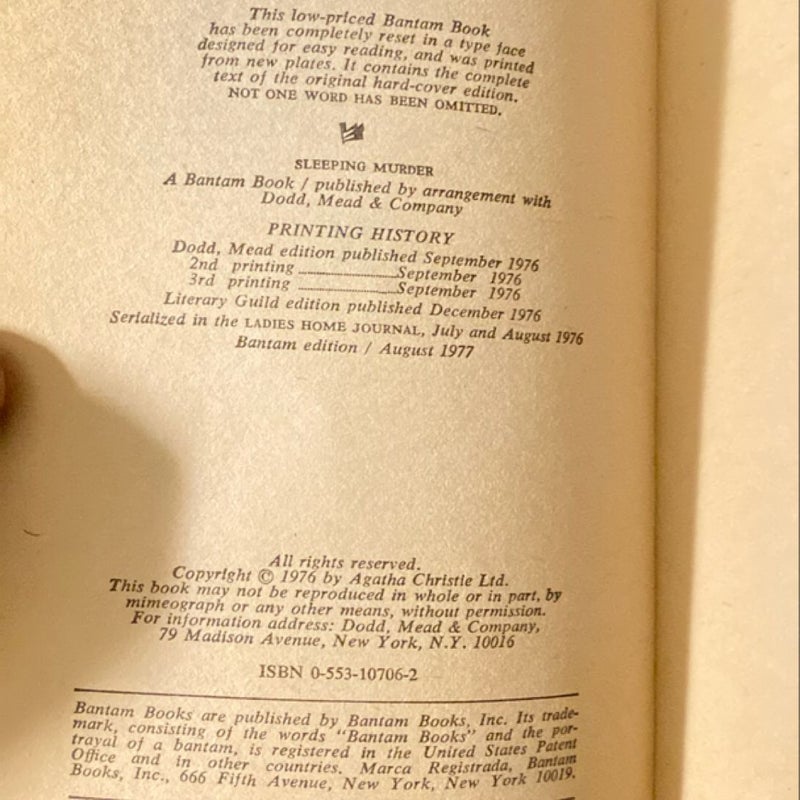 This low-priced Bantam Book
has been completely reset in a type face
designed for easy reading, and was printed
from new plates. It contains the complete
text of the original hard-cover edition.
NOT ONE WORD HAS BEEN OMITTED.
SLEEPING MURDER
A Bantam Book / published by arrangement with
Dodd, Mead & Company
PRINTING HISTORY
Dodd, Mead edition published September 1976
2nd printing ........................September 1976
3rd printing ........................September 1976
Literary Guild edition published December 1976
Serialized in the LADIES HOME JOURNAL, July and August 1976
Bantam edition / August 1977
All rights reserved.
Copyright © 1976 by Agatha Christie Ltd.
This book may not be reproduced in whole or in part, by
mimeograph or any other means, without permission.
For information address: Dodd, Mead & Company,
79 Madison Avenue, New York, N.Y. 10016
ISBN 0-553-10706-2
Bantam Books are published by Bantam Books, Inc. Its trade-
mark, consisting of the words "Bantam Books" and the por-
trayal of a bantam, is registered in the United States Patent
Office and in other countries. Marca Registrada, Bantam
Books, Inc., 666 Fifth Avenue, New York, New York 10019.